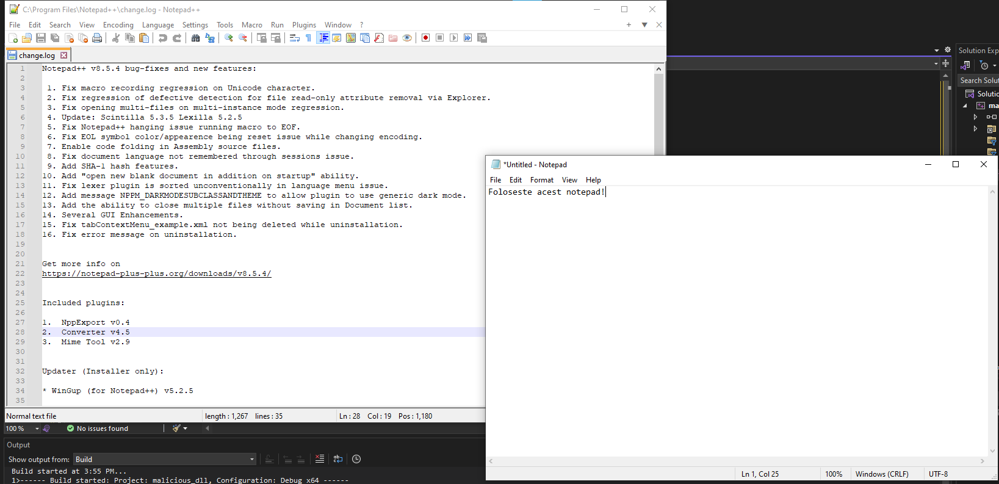 C:\Program Files\Notepad++\change.log - Notepad++
File Edit Search View Encoding Language Settings Tools Macro Run Plugins Window ?
change.log
1 Notepad++ v8.5.4 bug-fixes and new features:
2
3 1. Fix macro recording regression on Unicode character.
4 2. Fix regression of defective detection for file read-only attribute removal via Explorer.
5 3. Fix opening multi-files on multi-instance mode regression.
6 4. Update: Scintilla 5.3.5 Lexilla 5.2.5
7 5. Fix Notepad++ hanging issue running macro to EOF.
8 6. Fix EOL symbol color/appearence being reset issue while changing encoding.
9 7. Enable code folding in Assembly source files.
10 8. Fix document language not remembered through sessions issue.
11 9. Add SHA-1 hash features.
12 10. Add "open new blank document in addition on startup" ability.
13 11. Fix lexer plugin is sorted unconventionally in language menu issue.
14 12. Add message NPPM_DARKMODESUBCLASSANDTHEME to allow plugin to use generic dark mode.
15 13. Add the ability to close multiple files without saving in Document list.
16 14. Several GUI Enhancements.
17 15. Fix tabContextMenu_example.xml not being deleted while uninstallation.
18 16. Fix error message on uninstallation.
19
20
21 Get more info on
22 https://notepad-plus-plus.org/downloads/v8.5.4/
23
24
25 Included plugins:
26
27 1. NppExport v0.4
28 2. Converter v4.5
29 3. Mime Tool v2.9
30
31
32 Updater (Installer only):
33
34 * WinGup (for Notepad++) v5.2.5
35
Normal text file length : 1,267 lines : 35 Ln : 28 Col : 19 Pos : 1,180
100 % No issues found
Output
Show output from: Build
Build started at 3:55 PM...
1>------ Build started: Project: malicious_dll, Configuration: Debug x64 ------
Solution Exp
Search Solut
Solutic
ma
*Untitled - Notepad
File Edit Format View Help
Foloseste acest notepad!
Ln 1, Col 25 100% Windows (CRLF) UTF-8